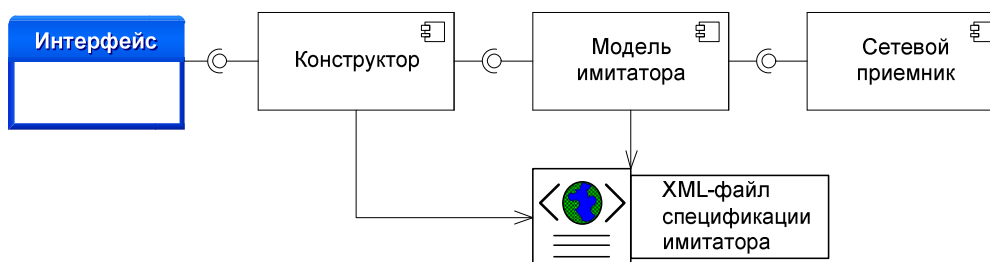 Интерфейс
Конструктор
Модель
имитатора
Сетевой
приемник
XML-файл
спецификации
имитатора